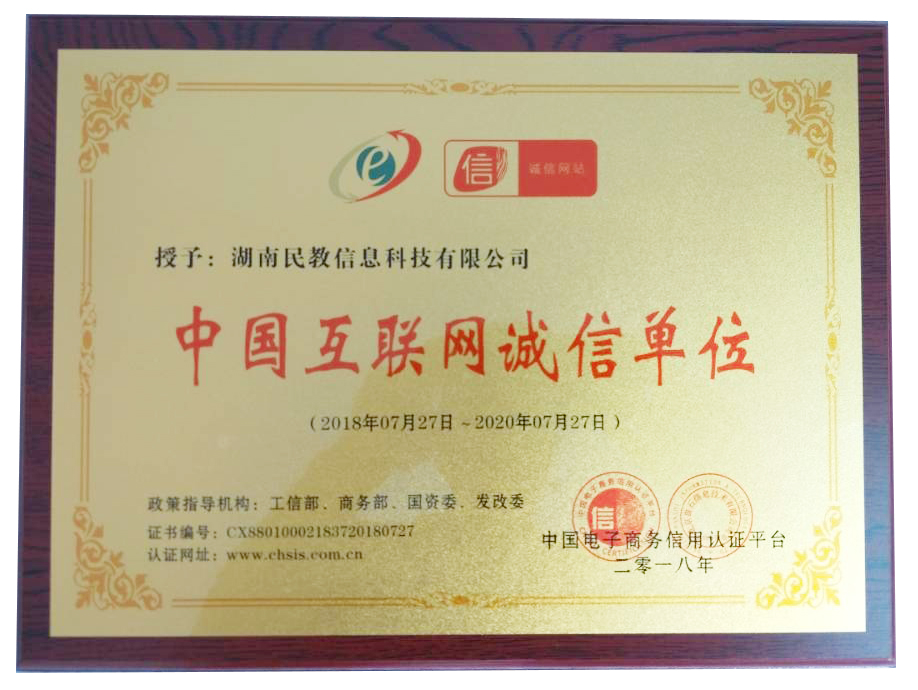 e
信 诚信网站
授予：湖南民教信息科技有限公司
中国互联网诚信单位
（2018年07月27日~2020年07月27日）
政策指导机构：工信部、商务部、国资委、发改委
证书编号：CX88010002183720180727
认证网址：www.chsis.com.cn
信
中国电子商务信用认证平台
二零一八年